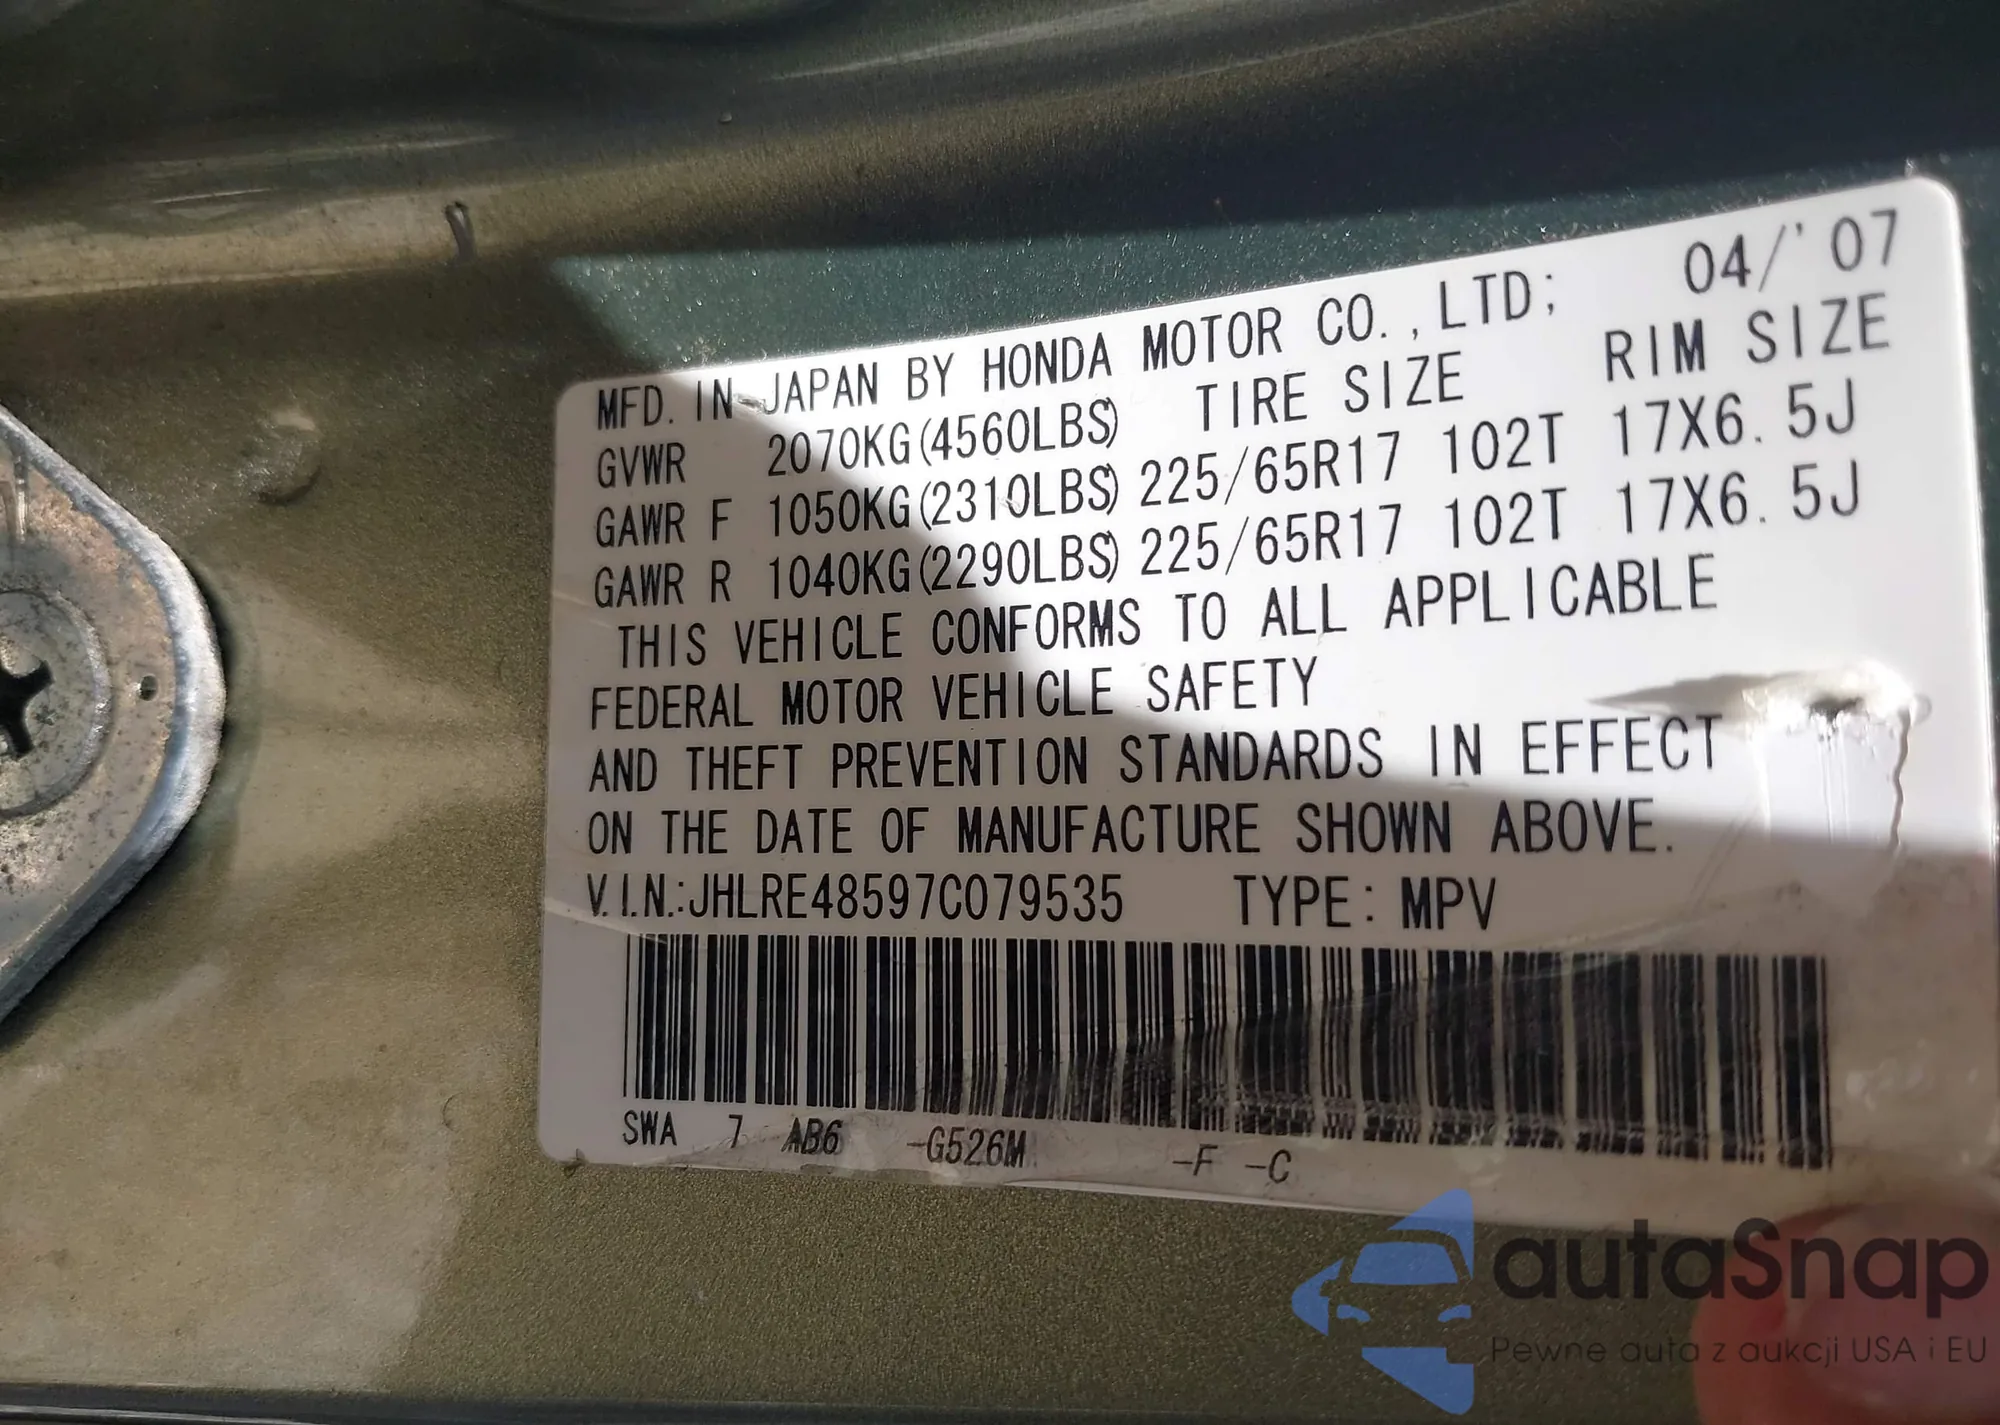 04/'07
MFD. IN JAPAN BY HONDA MOTOR CO.,LTD;
GVWR 2070KG(4560LBS) TIRE SIZE RIM SIZE
GAWR F 1050KG(2310LBS) 225/65R17 102T 17X6.5J
GAWR R 1040KG(2290LBS) 225/65R17 102T 17X6.5J
THIS VEHICLE CONFORMS TO ALL APPLICABLE
FEDERAL MOTOR VEHICLE SAFETY
AND THEFT PREVENTION STANDARDS IN EFFECT
ON THE DATE OF MANUFACTURE SHOWN ABOVE.
V.I.N.:JHLRE48597C079535 TYPE: MPV
SWA 7 AB6 -G526M -F -C
autaSnap
Pewne auta z aukcji USA i EU